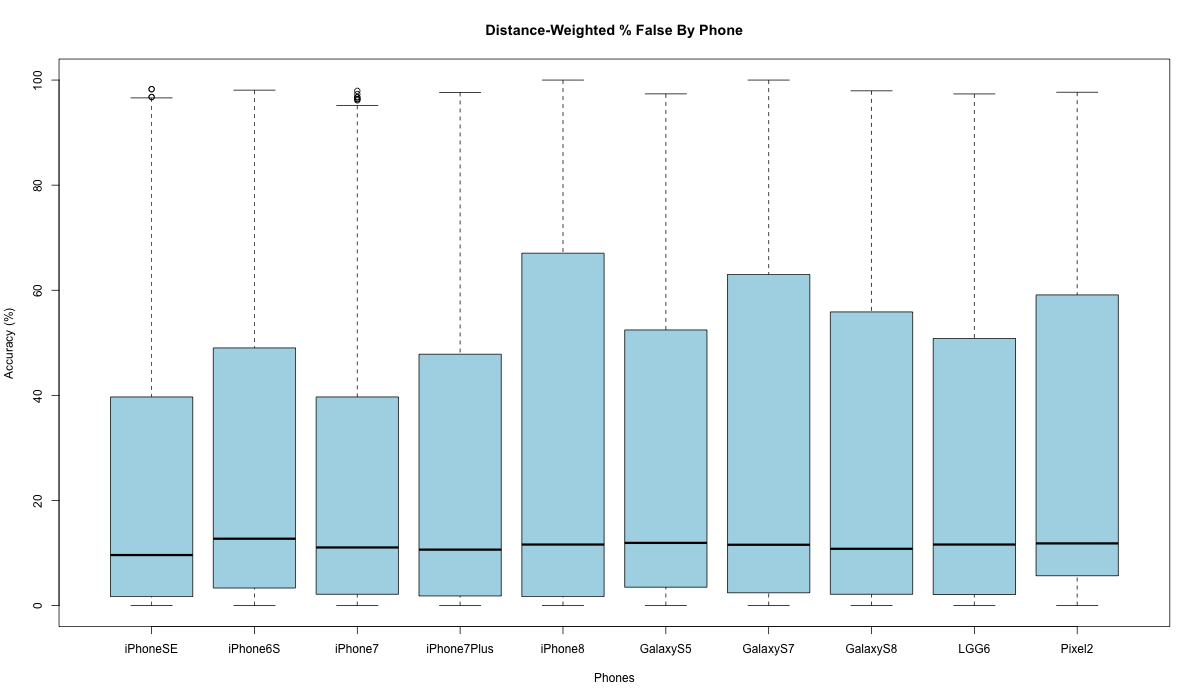 Distance-Weighted % False By Phone
Accuracy (%)
100
80
60
40
20
0
iPhoneSE iPhone6S iPhone7 iPhone7Plus iPhone8 GalaxyS5 GalaxyS7 GalaxyS8 LGG6 Pixel2
Phones